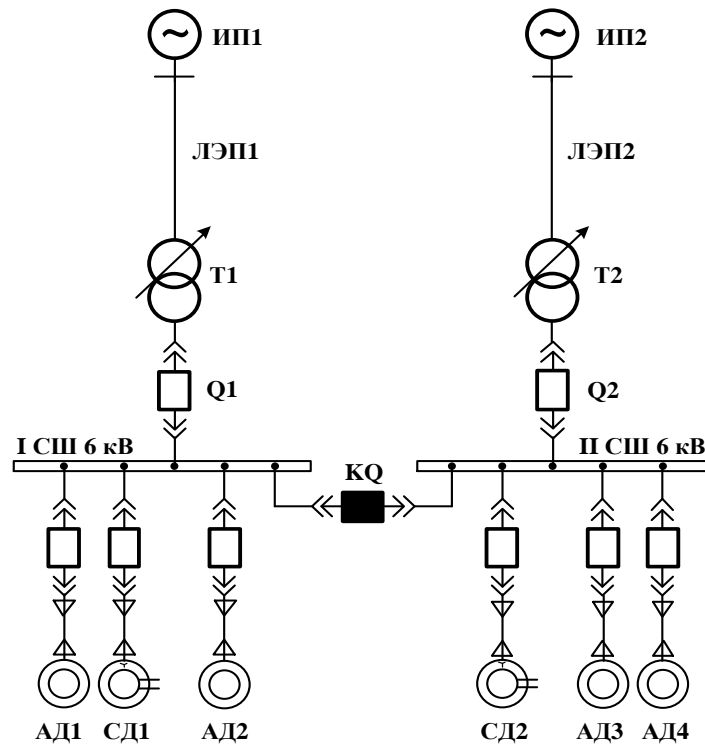 ИП1
ИП2
ЛЭП1
ЛЭП2
Т1
Т2
Q1
Q2
I СШ 6 кВ
II СШ 6 кВ
KQ
АД1
СД1
АД2
СД2
АД3
АД4